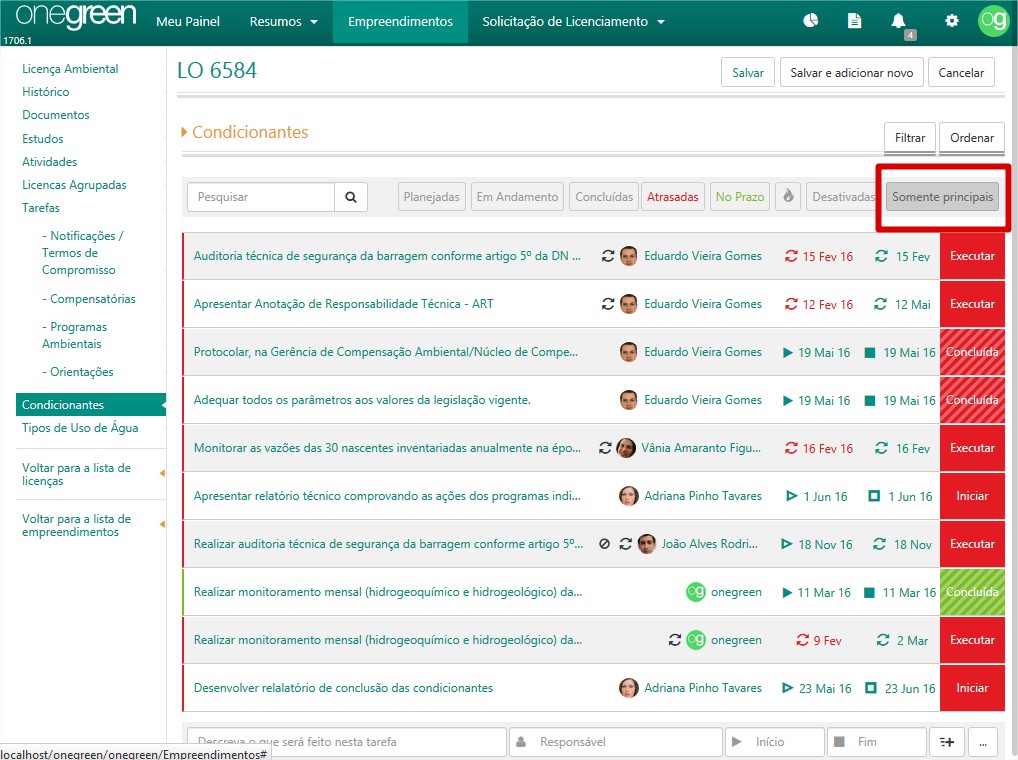 onegreen
Meu Painel Resumos Empreendimentos Solicitação de Licenciamento
4
og
1706.1
Licença Ambiental
Histórico
Documentos
Estudos
Atividades
Licencas Agrupadas
Tarefas
- Notificações /
Termos de
Compromisso
- Compensatórias
- Programas
Ambientais
- Orientações
Condicionantes
Tipos de Uso de Água
Voltar para a lista de
licenças
Voltar para a lista de
empreendimentos
LO 6584
Salvar Salvar e adicionar novo Cancelar
Condicionantes
Filtrar Ordenar
Pesquisar Planejadas Em Andamento Concluídas Atrasadas No Prazo Desativadas Somente principais
Auditoria técnica de segurança da barragem conforme artigo 5º da DN ... Eduardo Vieira Gomes 15 Fev 16 15 Fev Executar
Apresentar Anotação de Responsabilidade Técnica - ART Eduardo Vieira Gomes 12 Fev 16 12 Mai Executar
Protocolar, na Gerência de Compensação Ambiental/Núcleo de Compe... Eduardo Vieira Gomes 19 Mai 16 19 Mai 16 Concluída
Adequar todos os parâmetros aos valores da legislação vigente. Eduardo Vieira Gomes 19 Mai 16 19 Mai 16 Concluída
Monitorar as vazões das 30 nascentes inventariadas anualmente na épo... Vânia Amaranto Figu... 16 Fev 16 16 Fev Executar
Apresentar relatório técnico comprovando as ações dos programas indi... Adriana Pinho Tavares 1 Jun 16 1 Jun 16 Iniciar
Realizar auditoria técnica de segurança da barragem conforme artigo 5º... João Alves Rodri... 18 Nov 16 18 Nov Executar
Realizar monitoramento mensal (hidrogeoquímico e hidrogeológico) da... og onegreen 11 Mar 16 11 Mar 16 Concluída
Realizar monitoramento mensal (hidrogeoquímico e hidrogeológico) da... og onegreen 9 Fev 2 Mar Executar
Desenvolver relalatório de conclusão das condicionantes Adriana Pinho Tavares 23 Mai 16 23 Jun 16 Iniciar
Descreva o que será feito nesta tarefa Responsável Início Fim ...
localhost/onegreen/onegreen/Empreendimentos#